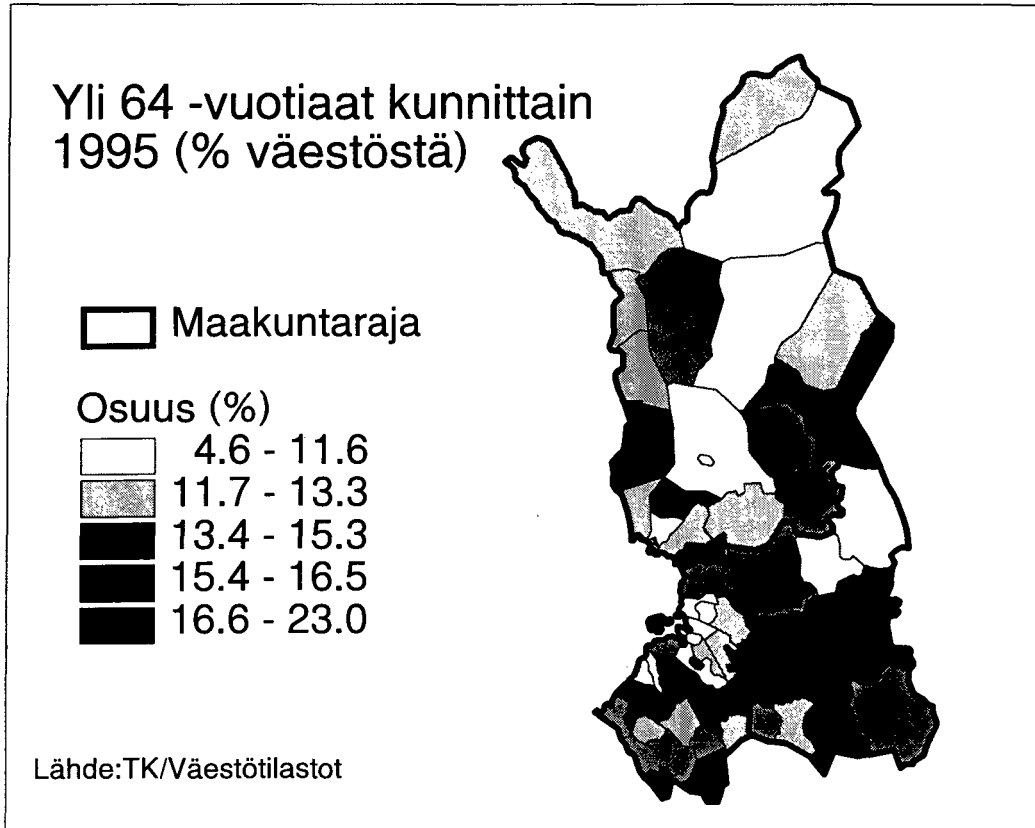 Yli 64 -vuotiaat kunnittain
1995 (% väestöstä)
Maakuntaraja
Osuus (%)
4.6 - 11.6
11.7 - 13.3
13.4 - 15.3
15.4 - 16.5
16.6 - 23.0
Lähde:TK/Väestötilastot